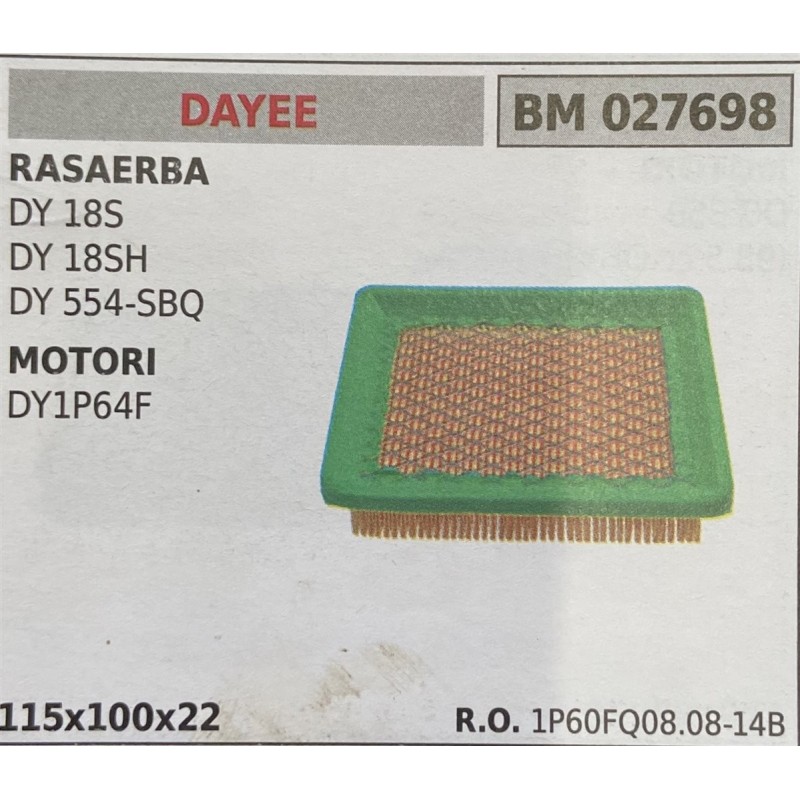 DAYEE
BM 027698
RASAERBA
DY 18S
DY 18SH
DY 554-SBQ
MOTORI
DY1P64F
115x100x22
R.O. 1P60FQ08.08-14B